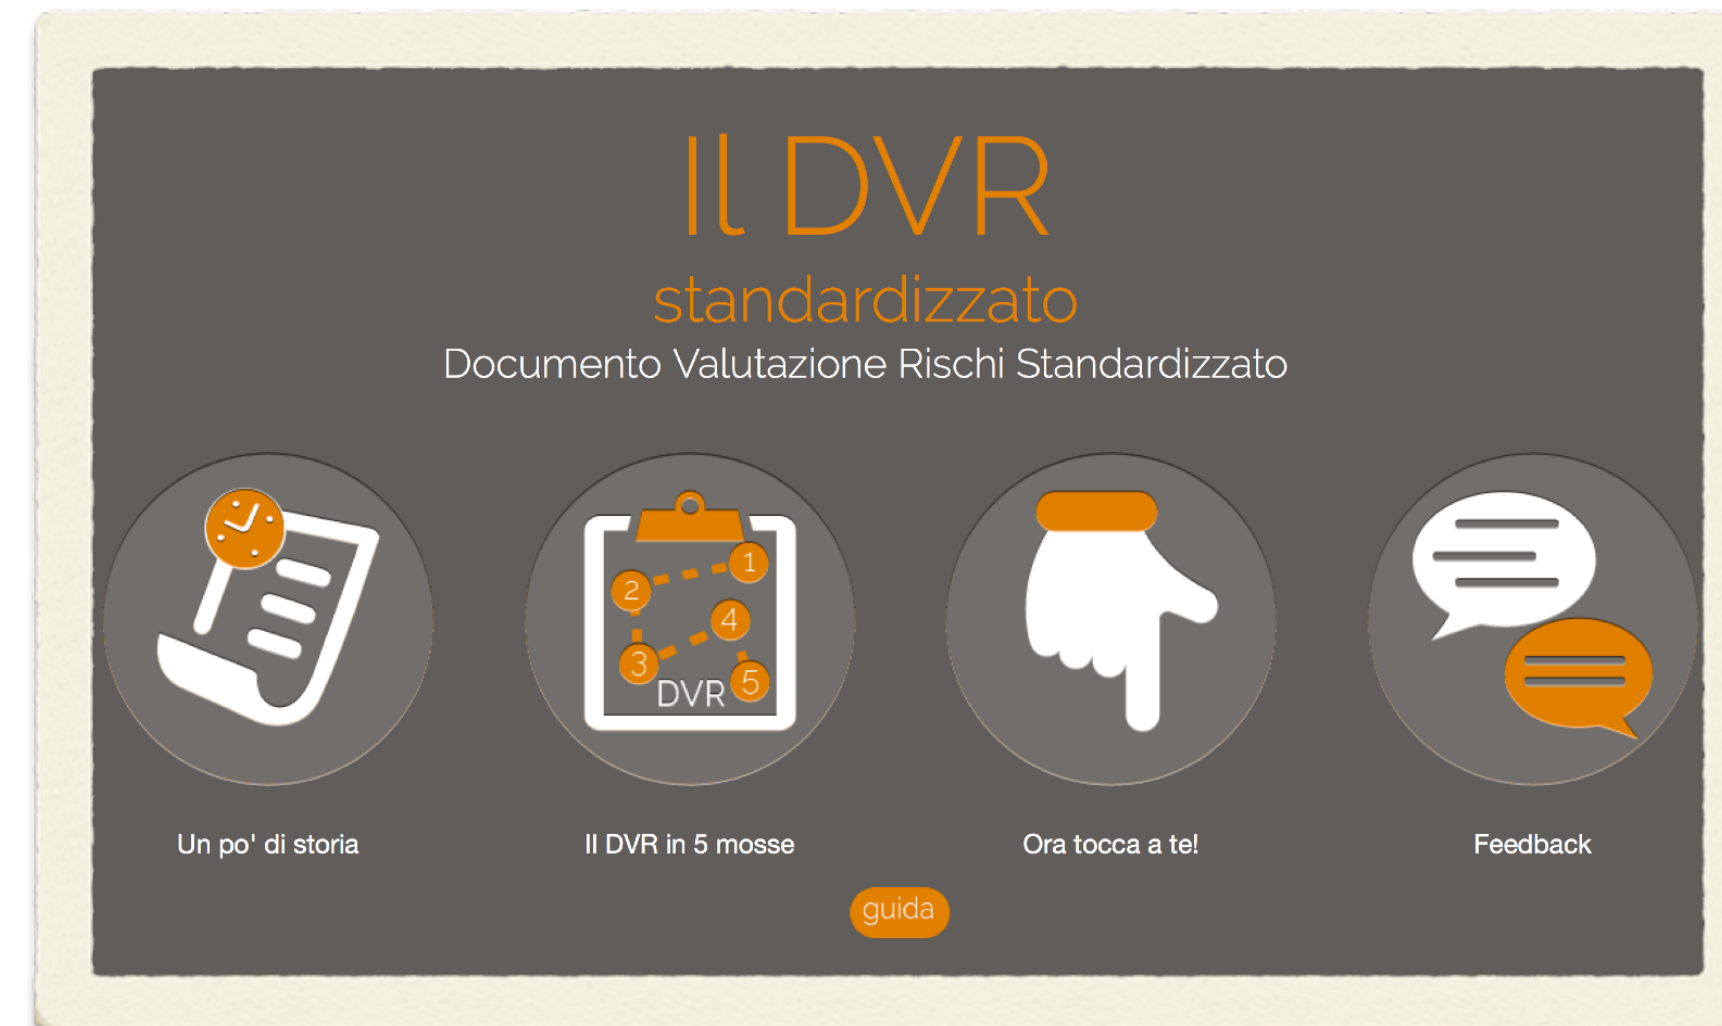 Il DVR
standardizzato
Documento Valutazione Rischi Standardizzato
1
2
4
3
5
DVR
Un po' di storia
Il DVR in 5 mosse
Ora tocca a te!
Feedback
guida